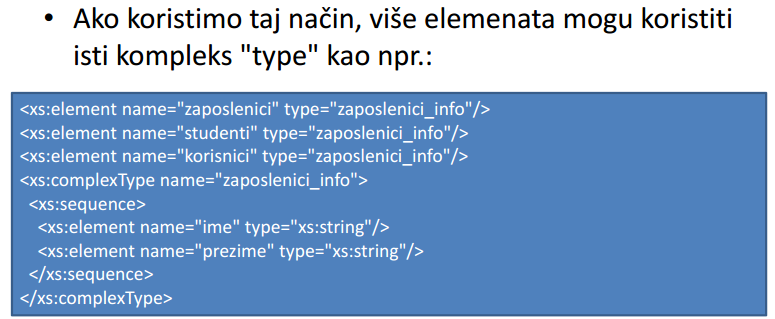 • Ako koristimo taj način, više elemenata mogu koristiti
isti kompleks "type" kao npr.:
<xs:element name="zaposlenici" type="zaposlenici_info"/>
<xs:element name="studenti" type="zaposlenici_info"/>
<xs:element name="korisnici" type="zaposlenici_info"/>
<xs:complexType name="zaposlenici_info">
  <xs:sequence>
    <xs:element name="ime" type="xs:string"/>
    <xs:element name="prezime" type="xs:string"/>
  </xs:sequence>
</xs:complexType>